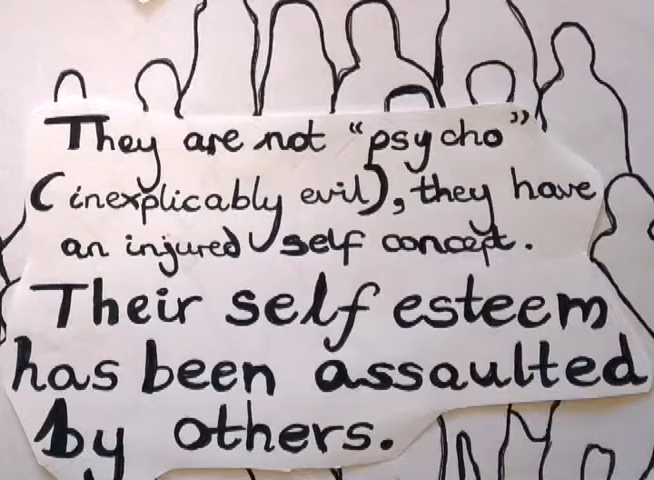 They are not “psycho”
(inexplicably evil), they have
an injured self concept.
Their self esteem
has been assaulted
by others.